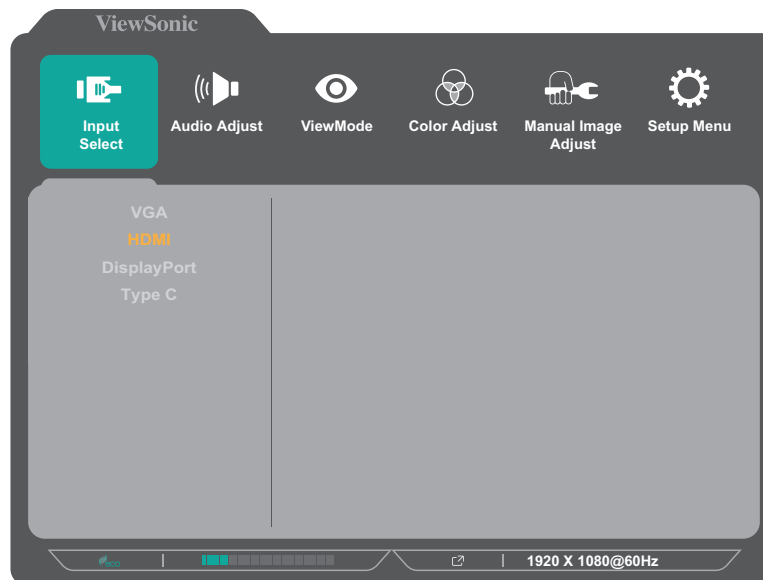 ViewSonic
Input Select
Audio Adjust
ViewMode
Color Adjust
Manual Image Adjust
Setup Menu
VGA
HDMI
DisplayPort
Type C
eco
1920 X 1080@60Hz